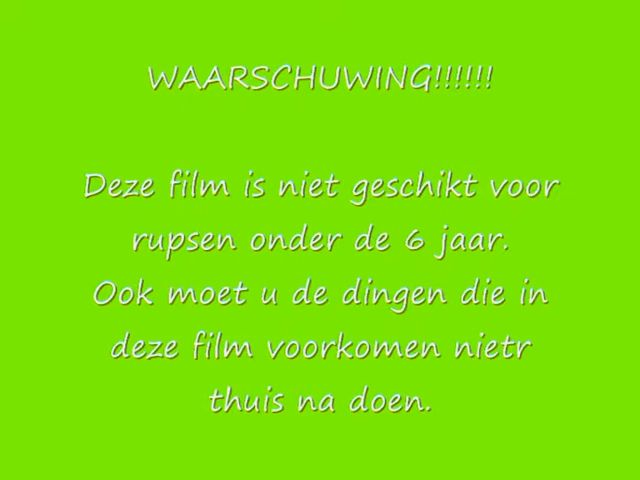 WAARSCHUWING!!!!!!
Deze film is niet geschikt voor
rupsen onder de 6 jaar.
Ook moet u de dingen die in
deze film voorkomen nietr
thuis na doen.